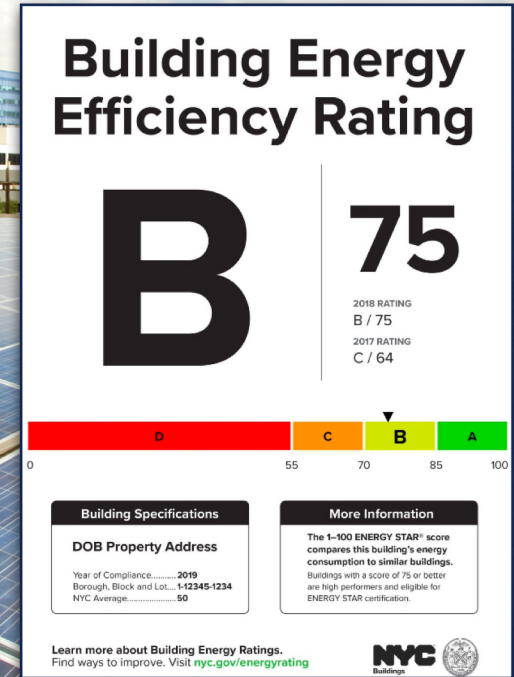 Building Energy
Efficiency Rating
B
75
2018 RATING
B / 75
2017 RATING
C / 64
D C B A
0 55 70 85 100
Building Specifications
DOB Property Address
Year of Compliance..........2019
Borough, Block and Lot....1-12345-1234
NYC Average....................50
More Information
The 1–100 ENERGY STAR® score
compares this building's energy
consumption to similar buildings.
Buildings with a score of 75 or better
are high performers and eligible for
ENERGY STAR certification.
Learn more about Building Energy Ratings.
Find ways to improve. Visit nyc.gov/energyrating
NYC
Buildings